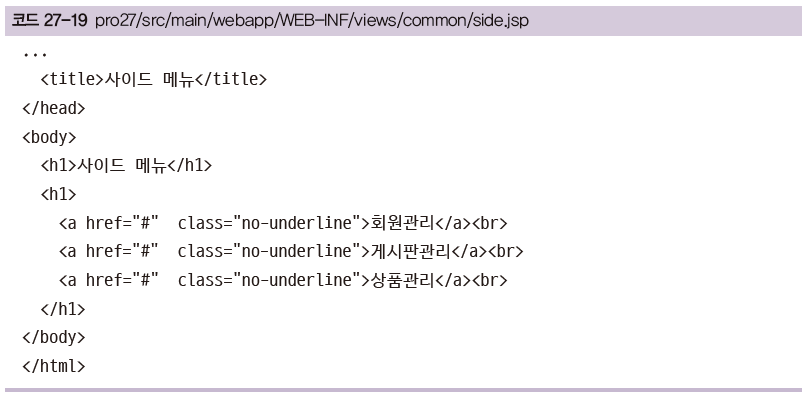 코드 27-19 pro27/src/main/webapp/WEB-INF/views/common/side.jsp
...
<title>사이드 메뉴</title>
</head>
<body>
<h1>사이드 메뉴</h1>
<h1>
<a href="#"  class="no-underline">회원관리</a><br>
<a href="#"  class="no-underline">게시판관리</a><br>
<a href="#"  class="no-underline">상품관리</a><br>
</h1>
</body>
</html>